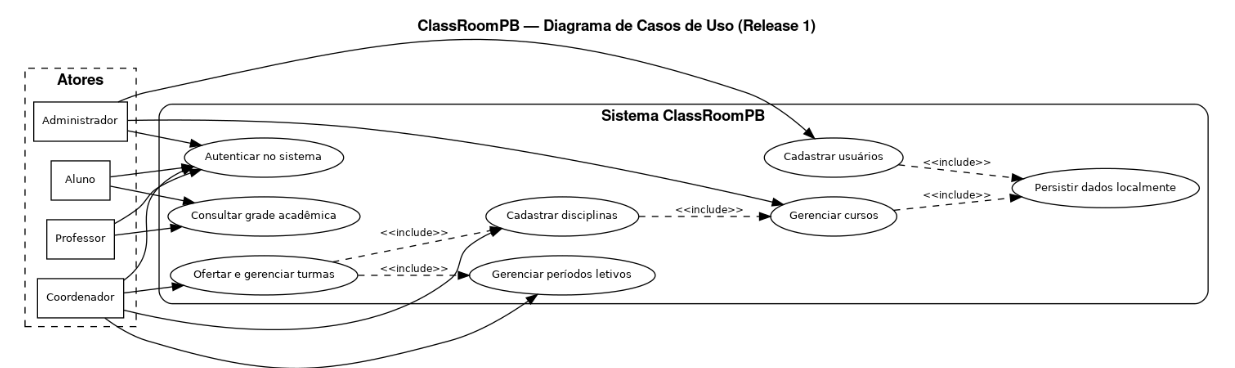 ClassRoomPB — Diagrama de Casos de Uso (Release 1)
Atores
Administrador
Aluno
Professor
Coordenador
Sistema ClassRoomPB
Autenticar no sistema
Consultar grade acadêmica
Ofertar e gerenciar turmas
<<include>>
<<include>>
Cadastrar disciplinas
Gerenciar períodos letivos
<<include>>
Cadastrar usuários
Gerenciar cursos
<<include>>
<<include>>
Persistir dados localmente